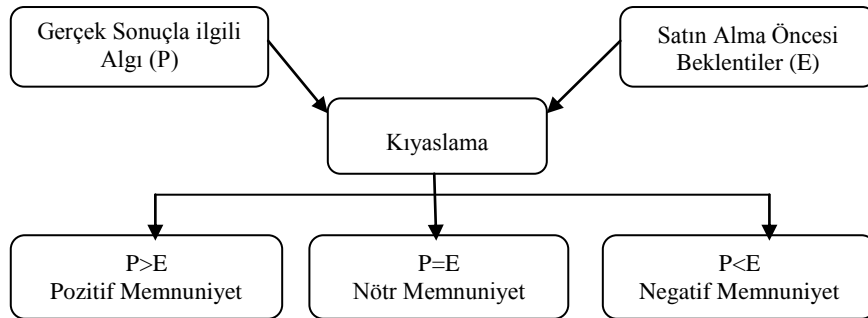 Gerçek Sonuçla ilgili
Algı (P)
Satın Alma Öncesi
Beklentiler (E)
Kıyaslama
P>E
Pozitif Memnuniyet
P=E
Nötr Memnuniyet
P<E
Negatif Memnuniyet